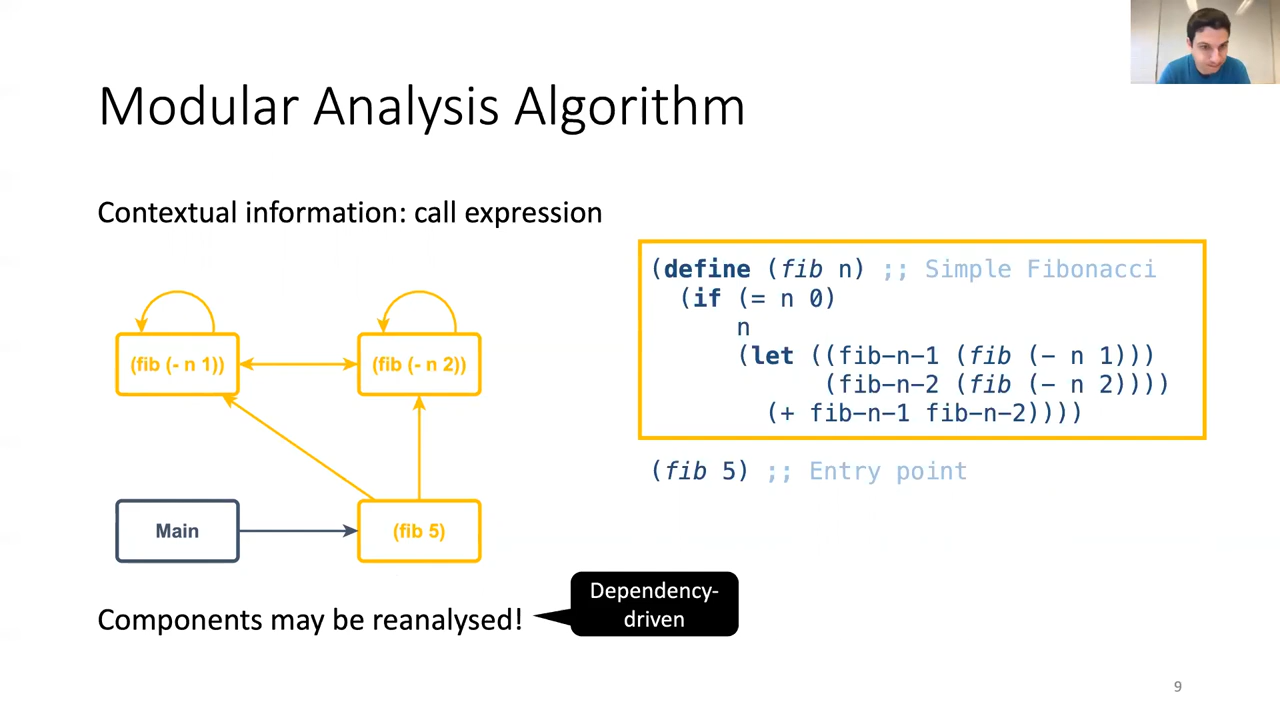 Modular Analysis Algorithm
Contextual information: call expression
(fib (- n 1))
(fib (- n 2))
Main
(fib 5)
(define (fib n) ;; Simple Fibonacci
(if (= n 0)
n
(let ((fib-n-1 (fib (- n 1)))
(fib-n-2 (fib (- n 2))))
(+ fib-n-1 fib-n-2))))
(fib 5) ;; Entry point
Components may be reanalysed!
Dependency-
driven
9